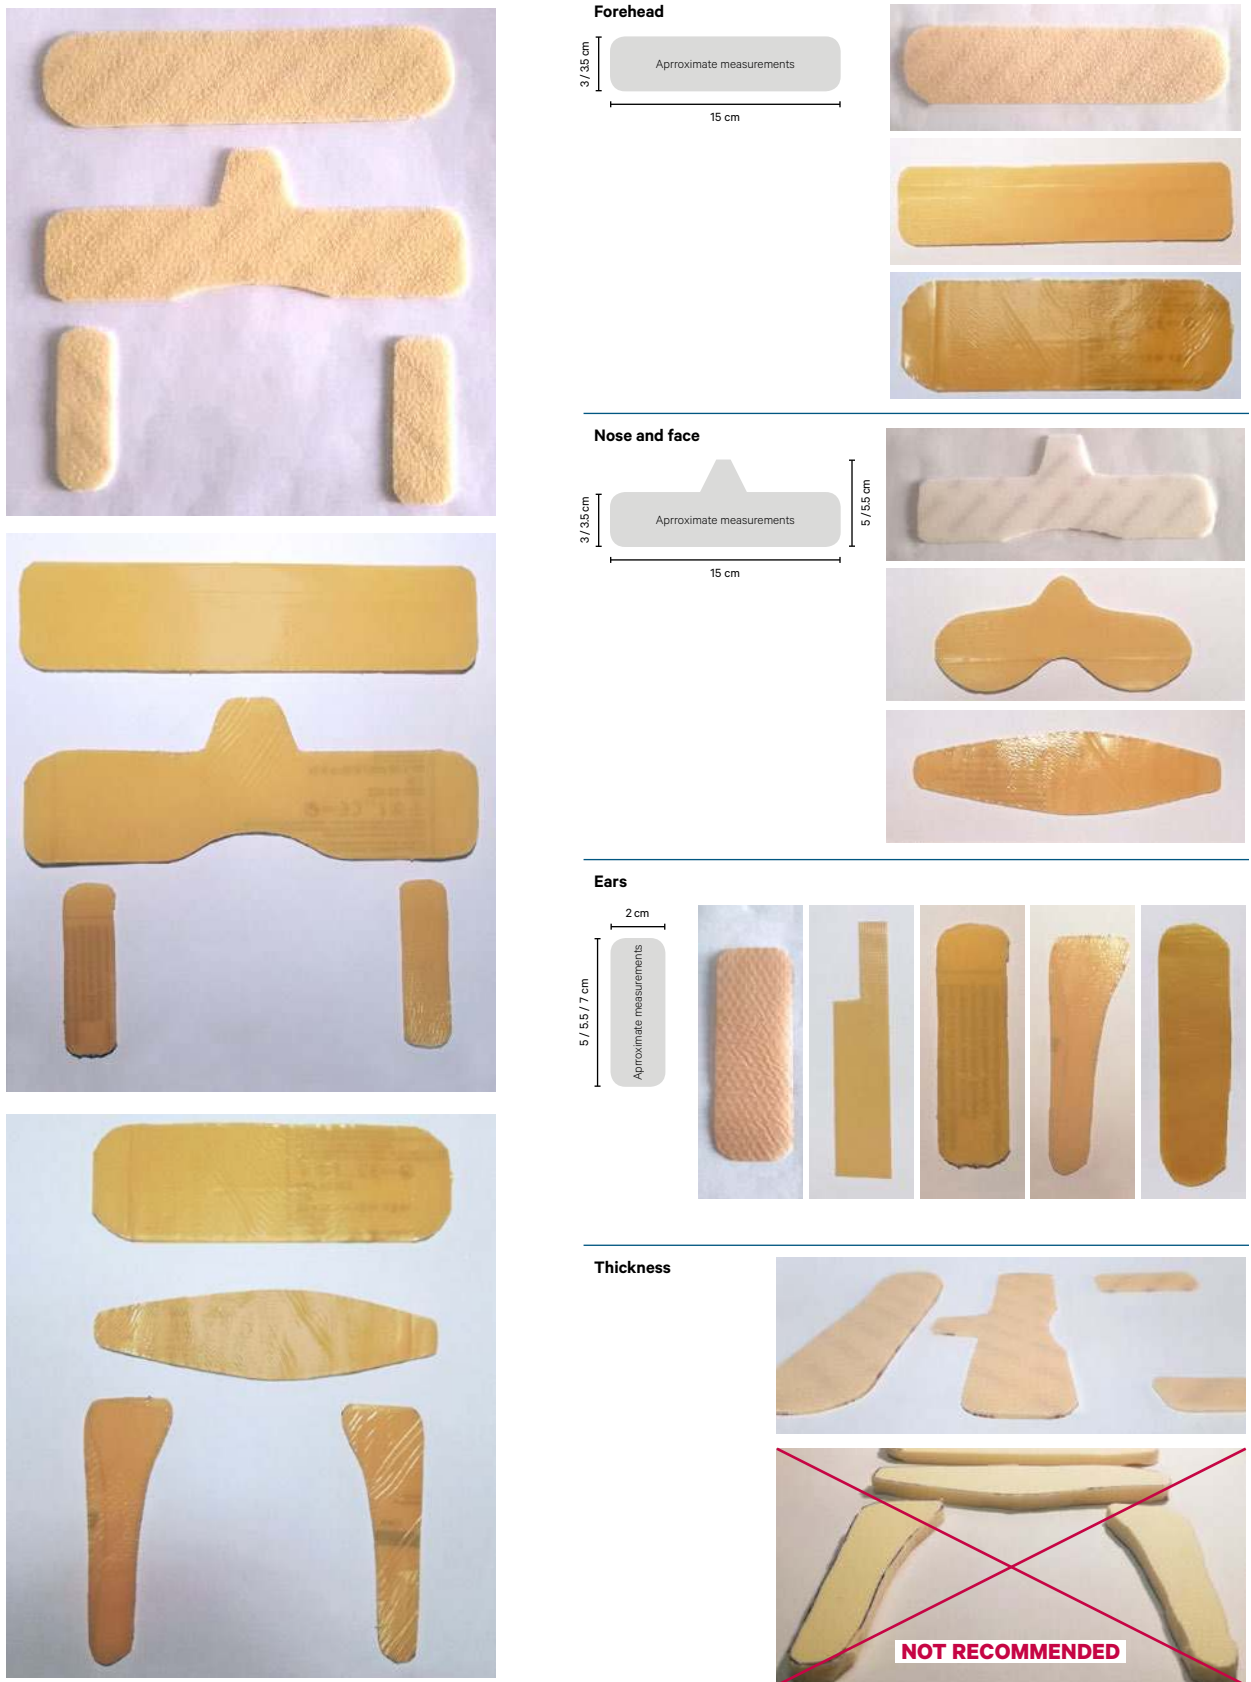 Forehead
3 / 3.5 cm
Aprroximate measurements
15 cm
Nose and face
3 / 3.5 cm
Aprroximate measurements
5 / 5.5 cm
15 cm
Ears
2 cm
5 / 5.5 / 7 cm
Aprroximate measurements
Thickness
NOT RECOMMENDED